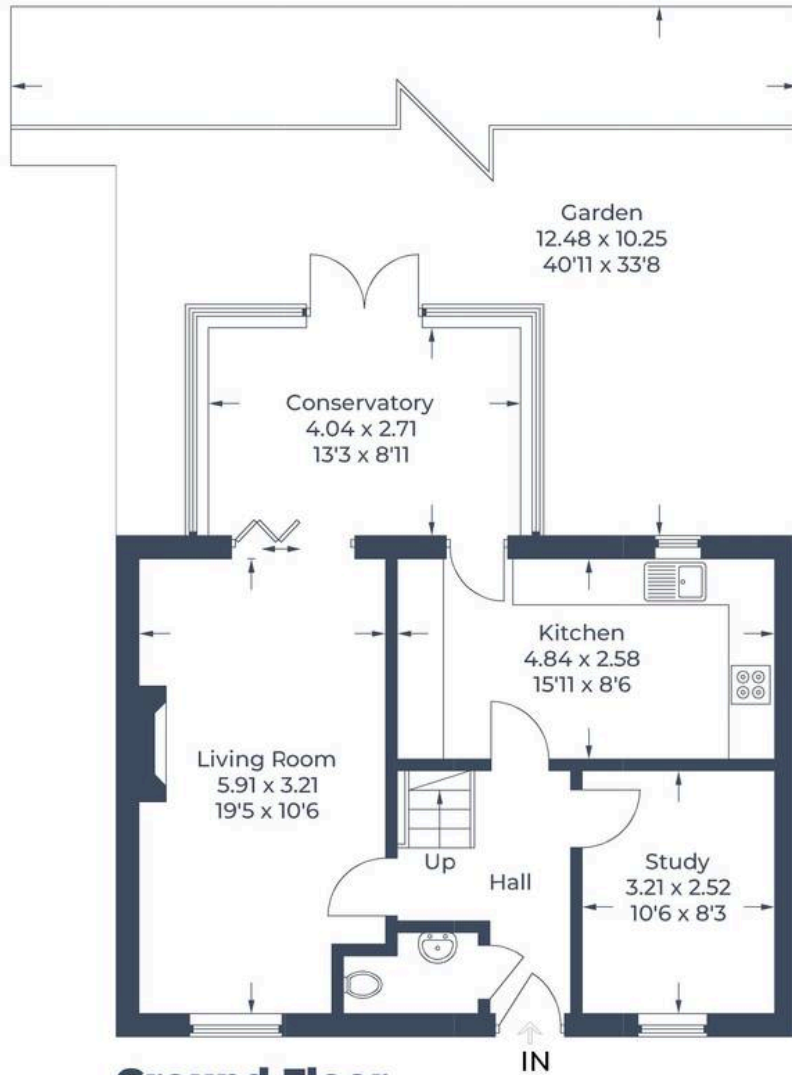 Garden
12.48 x 10.25
40'11 x 33'8
Conservatory
4.04 x 2.71
13'3 x 8'11
Kitchen
4.84 x 2.58
15'11 x 8'6
Living Room
5.91 x 3.21
19'5 x 10'6
Up
Hall
Study
3.21 x 2.52
10'6 x 8'3
IN
Ground Floor